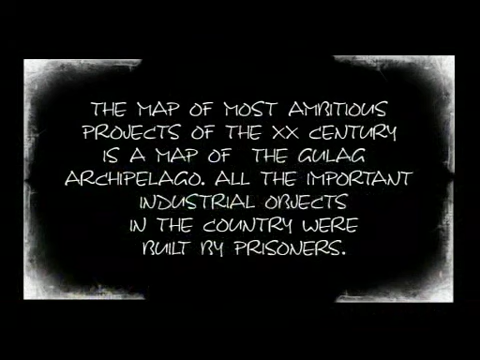 THE MAP OF MOST AMBITIOUS
PROJECTS OF THE XX CENTURY
IS A MAP OF THE GULAG
ARCHIPELAGO. ALL THE IMPORTANT
INDUSTRIAL OBJECTS
IN THE COUNTRY WERE
BUILT BY PRISONERS.